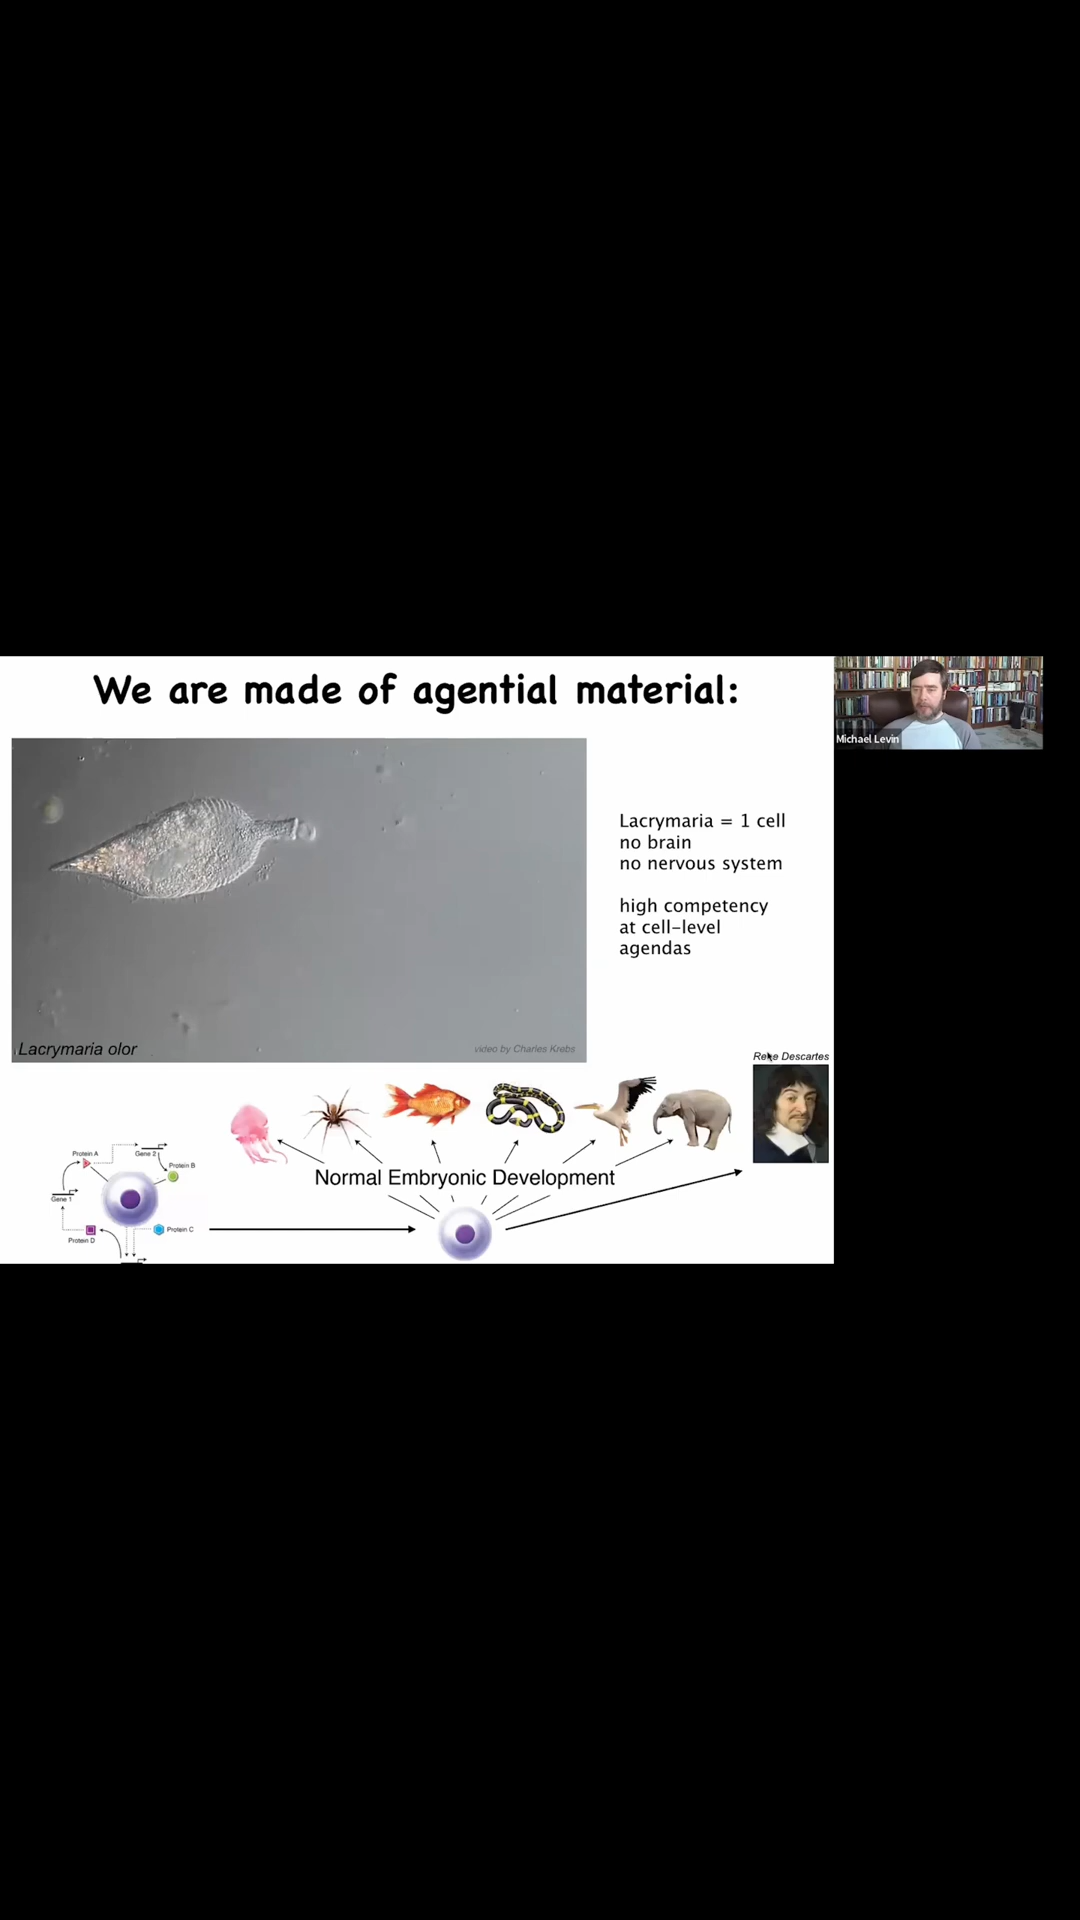 We are made of agential material:
Michael Levin
Lacrymaria = 1 cell
no brain
no nervous system
high competency
at cell-level
agendas
Lacrymaria olor
video by Charles Krebs
Rene Descartes
Normal Embryonic Development
Protein A
Gene 2
Protein B
Gene 1
Protein C
Protein D